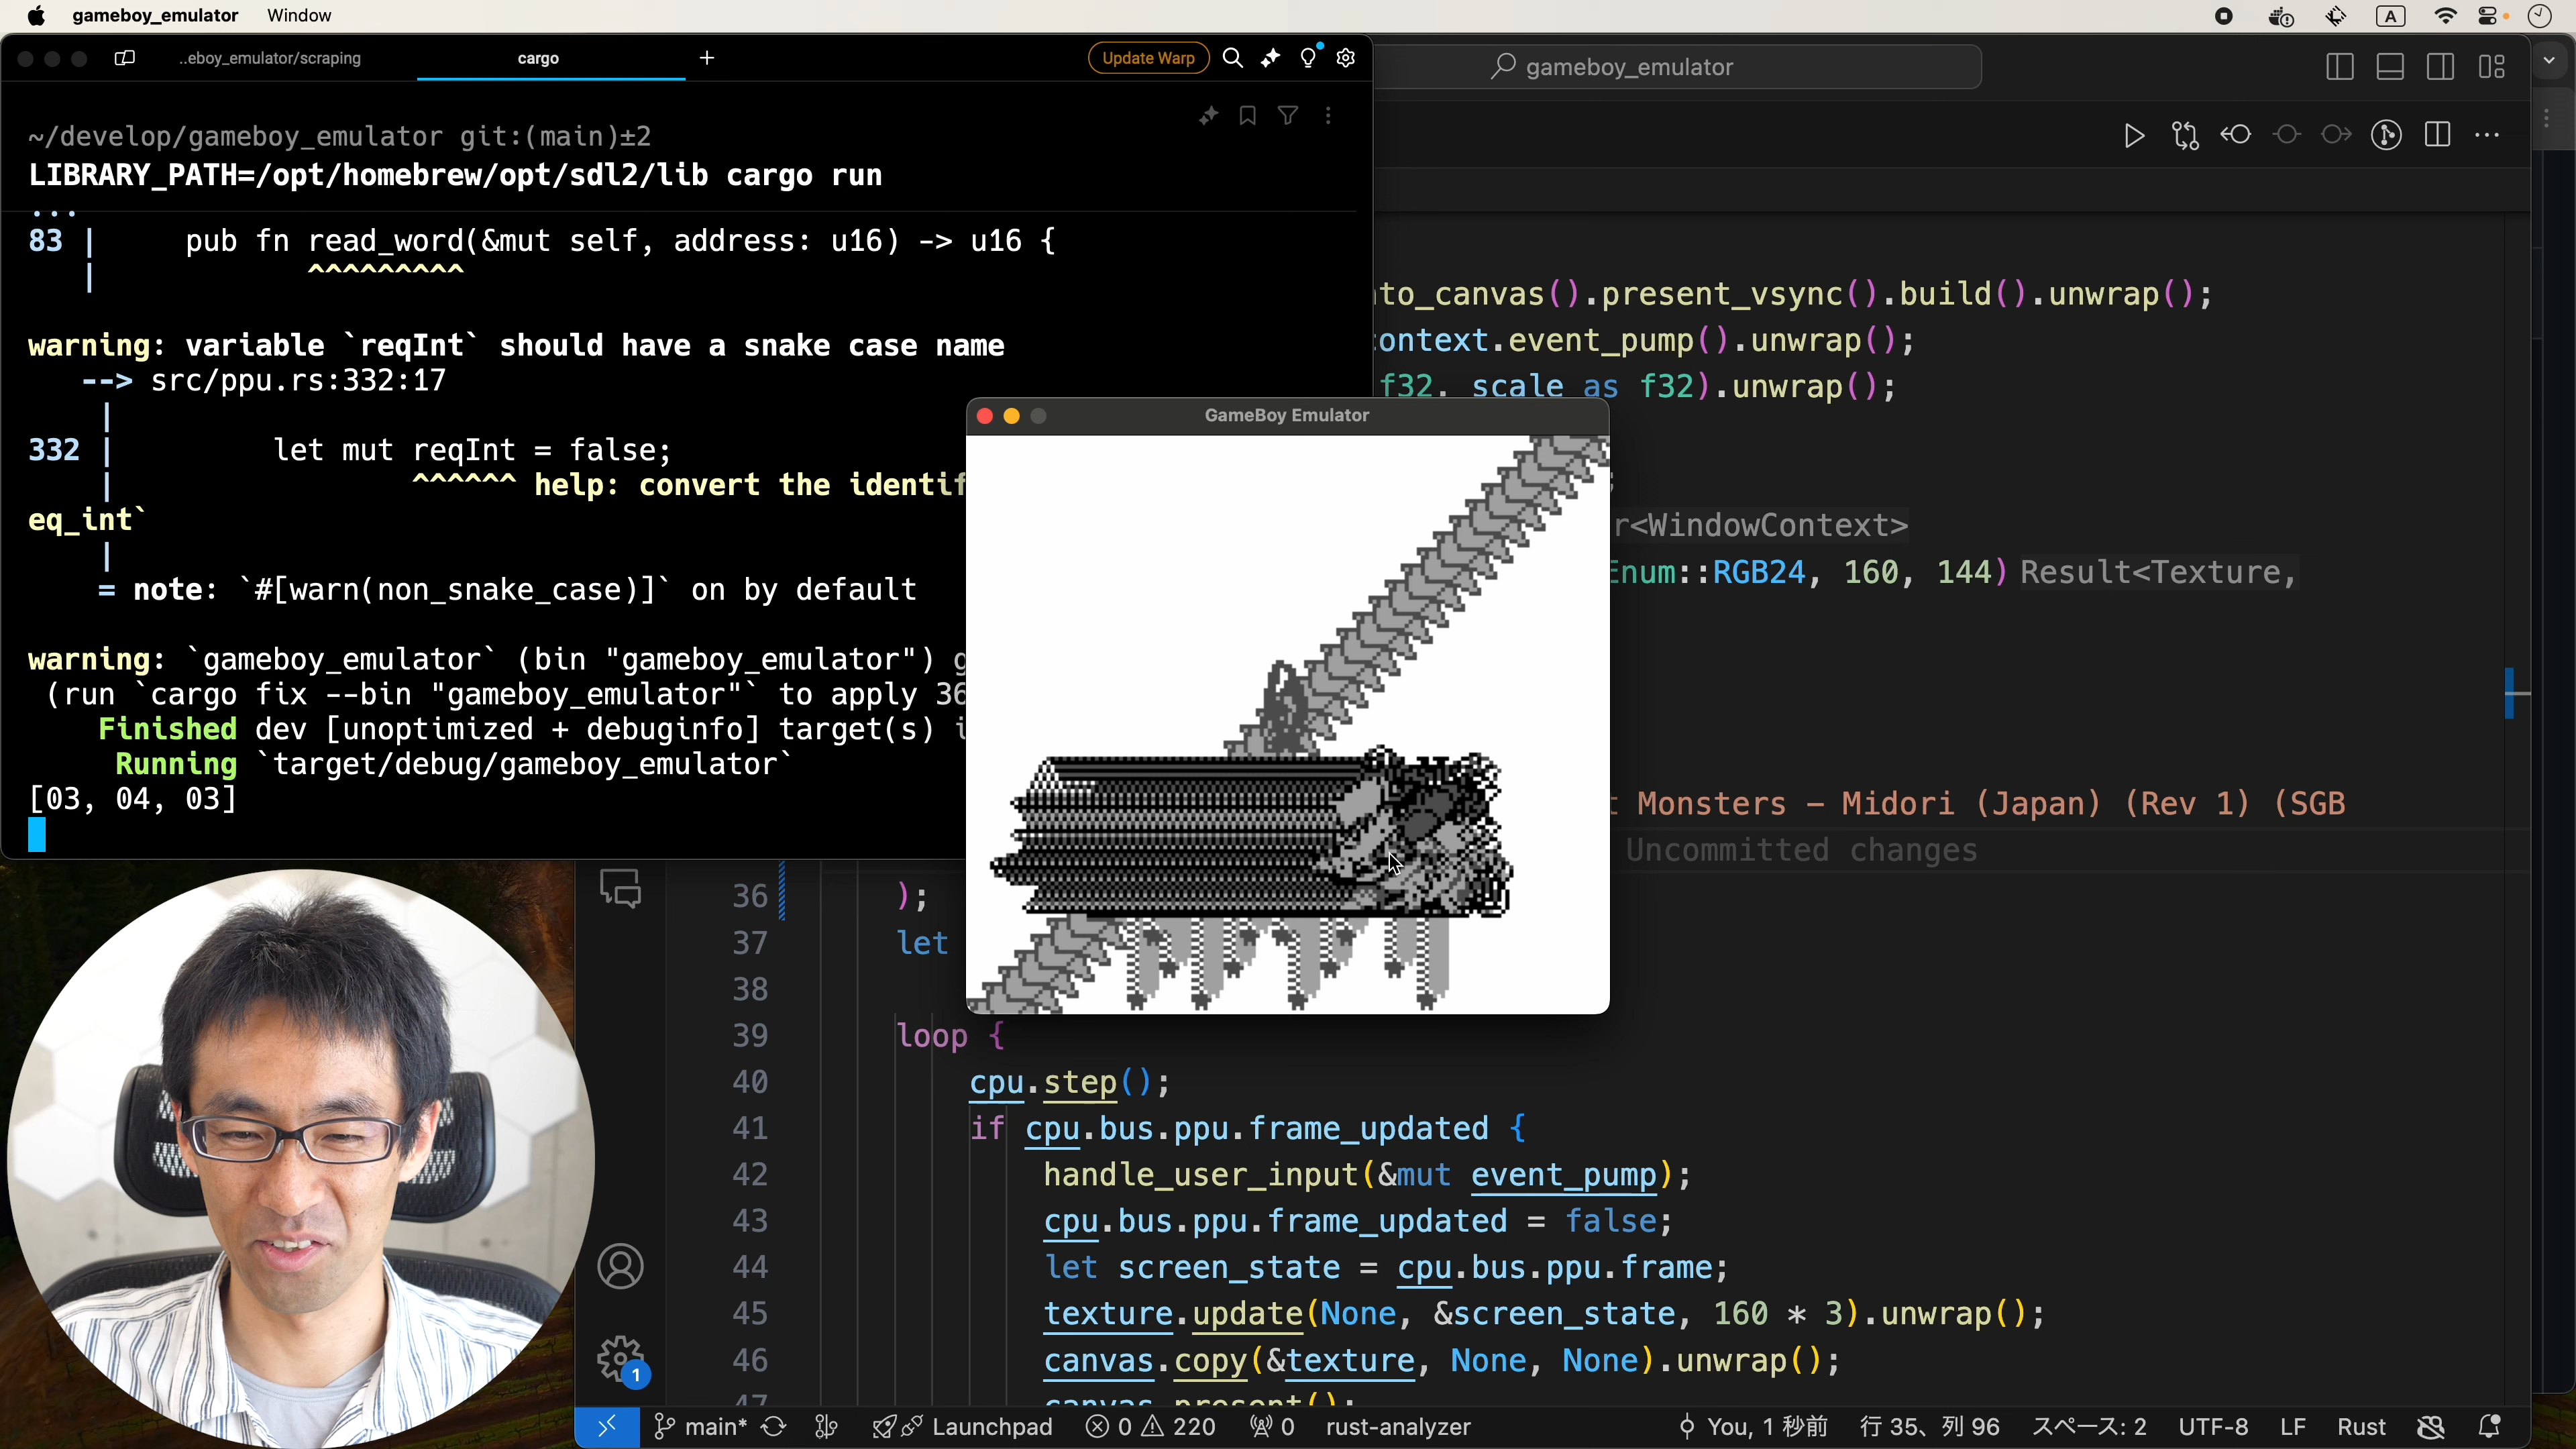 gameboy_emulator Window
A
..eboy_emulator/scraping
cargo
Update Warp
gameboy_emulator
~/develop/gameboy_emulator git:(main)±2
LIBRARY_PATH=/opt/homebrew/opt/sdl2/lib cargo run
...
83 |     pub fn read_word(&mut self, address: u16) -> u16 {
   |            ^^^^^^^^^
warning: variable `reqInt` should have a snake case name
--> src/ppu.rs:332:17
|
332 |         let mut reqInt = false;
|                 ^^^^^^ help: convert the identif
eq_int`
|
= note: `#[warn(non_snake_case)]` on by default
warning: `gameboy_emulator` (bin "gameboy_emulator") g
(run `cargo fix --bin "gameboy_emulator"` to apply 36
Finished dev [unoptimized + debuginfo] target(s) i
Running `target/debug/gameboy_emulator`
[03, 04, 03]
GameBoy Emulator
to_canvas().present_vsync().build().unwrap();
ontext.event_pump().unwrap();
f32, scale as f32).unwrap();
;
r<WindowContext>
Enum::RGB24, 160, 144) Result<Texture,
t Monsters – Midori (Japan) (Rev 1) (SGB
Uncommitted changes
36 );
37 let
38
39 loop {
40 cpu.step();
41 if cpu.bus.ppu.frame_updated {
42 handle_user_input(&mut event_pump);
43 cpu.bus.ppu.frame_updated = false;
44 let screen_state = cpu.bus.ppu.frame;
45 texture.update(None, &screen_state, 160 * 3).unwrap();
46 canvas.copy(&texture, None, None).unwrap();
47 canvas.present();
1
main* Launchpad 0 220 0 rust-analyzer You, 1 秒前 行 35、列 96 スペース: 2 UTF-8 LF Rust